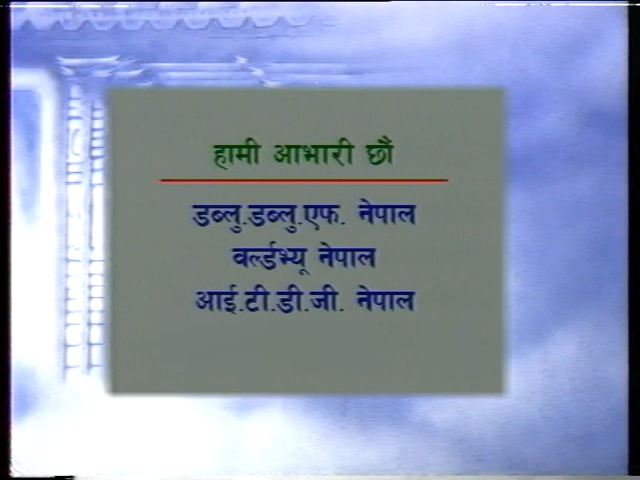 हामी आभारी छौं
डब्लु.डब्लु.एफ. नेपाल
वर्ल्डभ्यू नेपाल
आई.टी.डी.जी. नेपाल